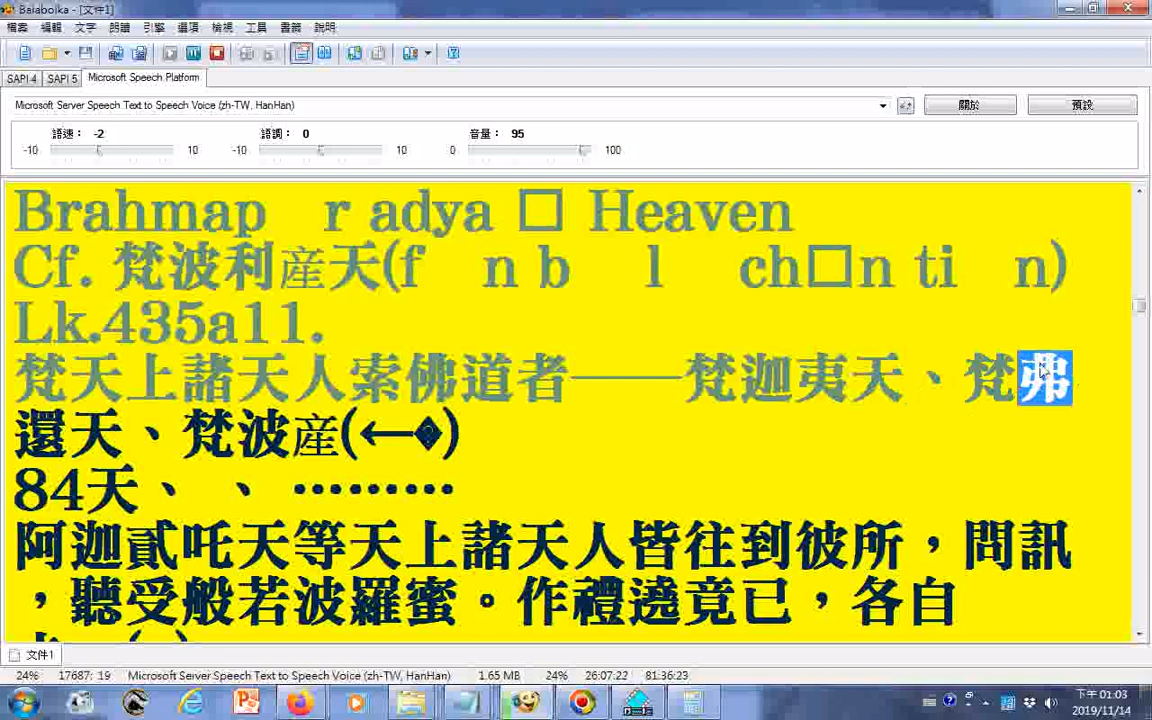 Balabolka - [文件1]
檔案 編輯 文字 朗讀 引擎 選項 檢視 工具 書籤 說明
SAPI 4 SAPI 5 Microsoft Speech Platform
Microsoft Server Speech Text to Speech Voice (zh-TW, HanHan) 關於 預設
語速: -2 語調: 0 音量: 95
-10 10 -10 10 0 100
Brahmap r adya □ Heaven
Cf. 梵波利産天(f n b l ch□n ti n)
Lk.435a11.
梵天上諸天人索佛道者——梵迦夷天、梵弗
還天、梵波産(←�)
84天、 、 ………
阿迦貳吒天等天上諸天人皆往到彼所，問訊
，聽受般若波羅蜜。作禮遶竟已，各自
文件1
24% 17687: 19 Microsoft Server Speech Text to Speech Voice (zh-TW, HanHan) 1.65 MB 24% 26:07:22 81:36:23
下午 01:03
2019/11/14